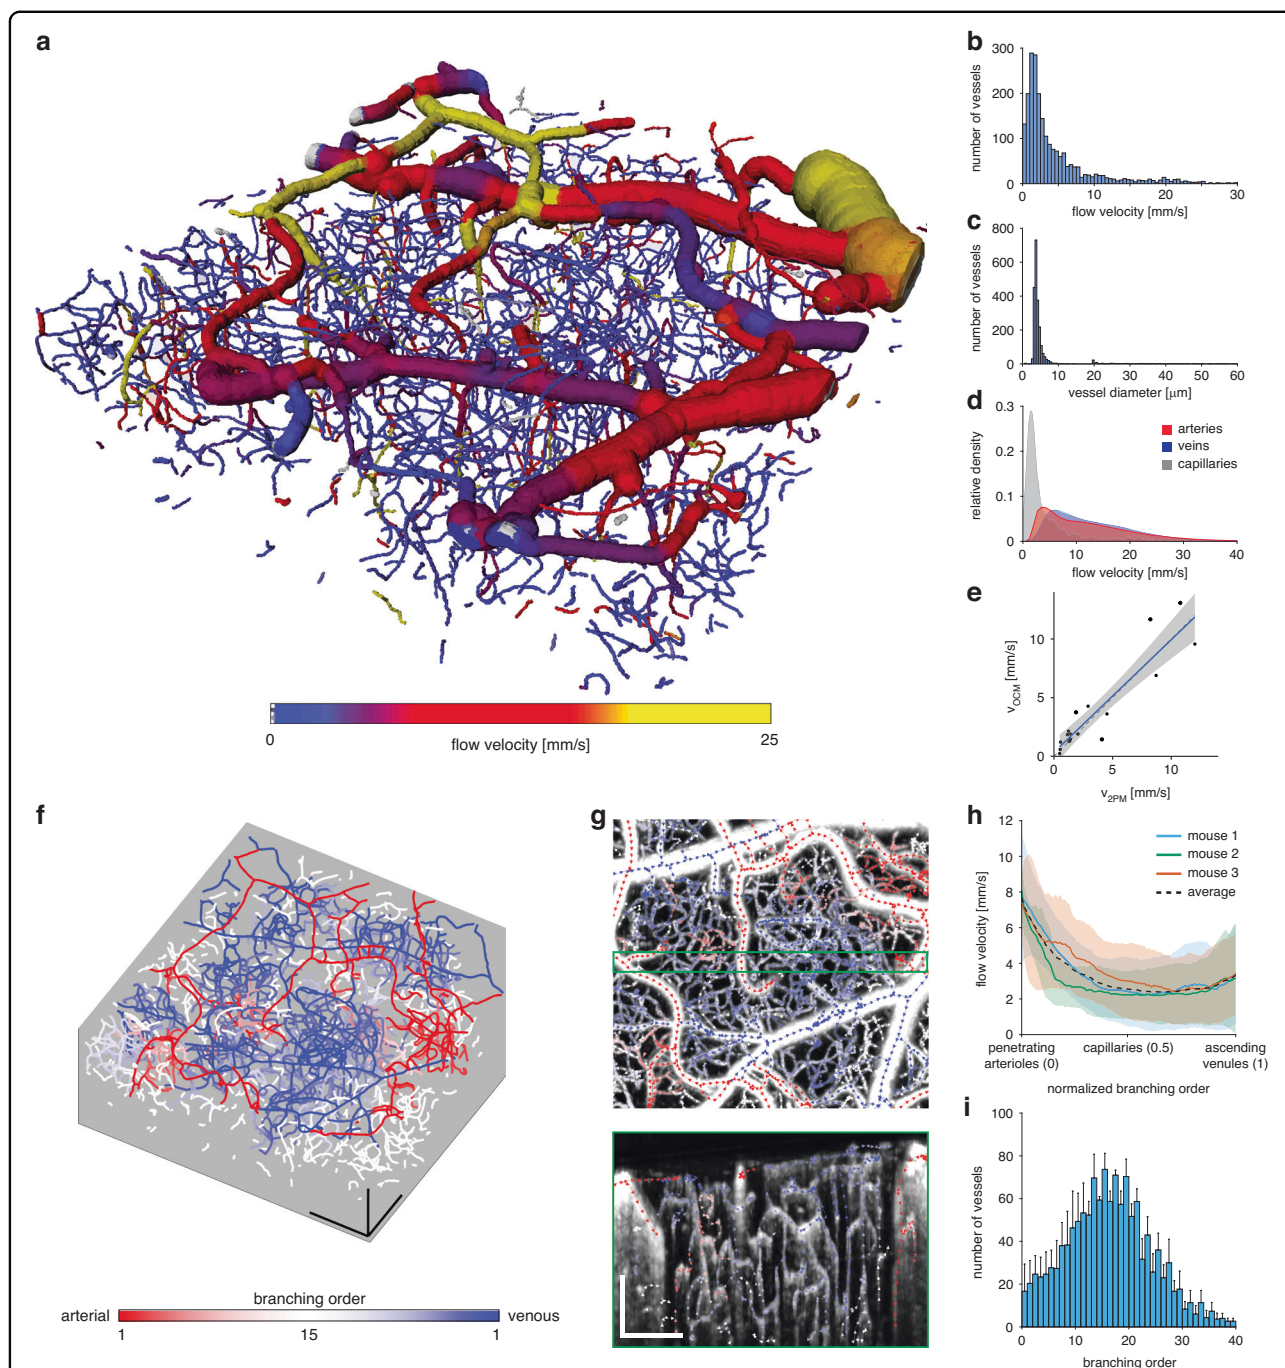 a
0
25
flow velocity [mm/s]
b
300
200
100
0
number of vessels
0 10 20 30
flow velocity [mm/s]
c
800
600
400
200
0
number of vessels
0 10 20 30 40 50 60
vessel diameter [μm]
d
0.3
0.2
0.1
0
relative density
arteries
veins
capillaries
0 10 20 30 40
flow velocity [mm/s]
e
10
5
0
vOCM [mm/s]
0 5 10
v2PM [mm/s]
f
branching order
arterial
venous
1 15 1
g
h
12
10
8
6
4
2
0
flow velocity [mm/s]
mouse 1
mouse 2
mouse 3
average
penetrating
arterioles (0)
capillaries (0.5)
ascending
venules (1)
normalized branching order
i
100
80
60
40
20
0
number of vessels
0 10 20 30 40
branching order